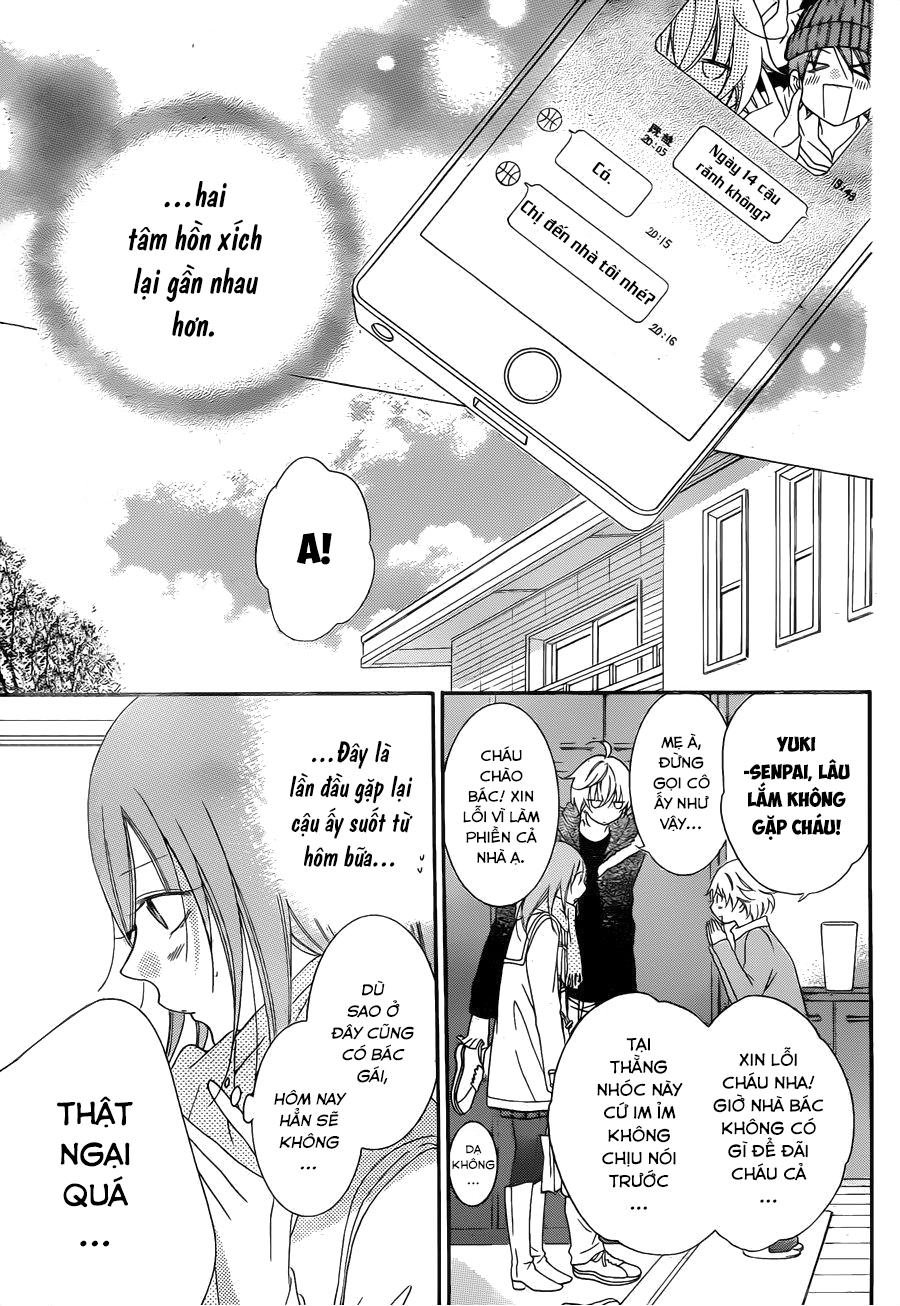 19:43
Ngày 14 cậu
rảnh không?
既読
20:05
Có.
20:15
Chị đến nhà tôi nhé?
20:16
...hai
tâm hồn xích
lại gần nhau
hơn.
A!
YUKI
-SENPAI, LÂU
LẮM KHÔNG
GẶP CHÁU!
MẸ À,
ĐỪNG
GỌI CÔ
ẤY NHƯ
VẬY...
CHÁU
CHÀO
BÁC! XIN
LỖI VÌ LÀM
PHIỀN CẢ
NHÀ Ạ.
XIN LỖI
CHÁU NHA!
GIỜ NHÀ BÁC
KHÔNG CÓ
GÌ ĐỂ ĐÃI
CHÁU CẢ
...
TẠI
THẰNG
NHÓC NÀY
CỨ IM ỈM
KHÔNG
CHỊU NÓI
TRƯỚC
...
DẠ
KHÔNG
...
...Đây là
lần đầu gặp lại
cậu ấy suốt từ
hôm bữa...
DÙ
SAO Ở
ĐÂY CŨNG
CÓ BÁC
GÁI,
HÔM NAY
HẲN SẼ
KHÔNG
...
THẬT
NGẠI
QUÁ
...